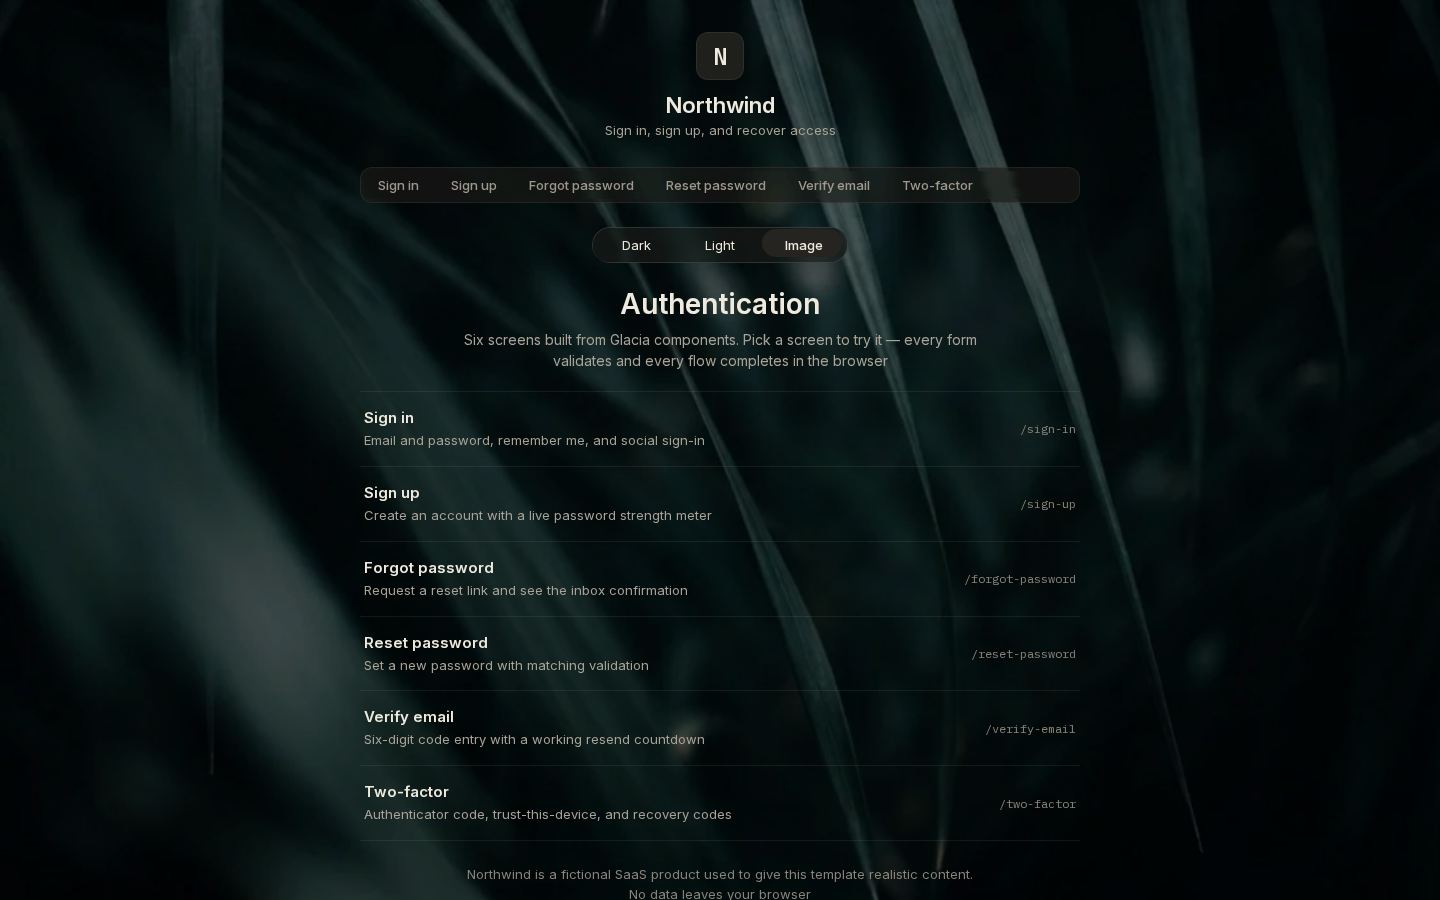 N
Northwind
Sign in, sign up, and recover access
Sign in Sign up Forgot password Reset password Verify email Two-factor
Dark Light Image
Authentication
Six screens built from Glacia components. Pick a screen to try it — every form
validates and every flow completes in the browser
Sign in
Email and password, remember me, and social sign-in
/sign-in
Sign up
Create an account with a live password strength meter
/sign-up
Forgot password
Request a reset link and see the inbox confirmation
/forgot-password
Reset password
Set a new password with matching validation
/reset-password
Verify email
Six-digit code entry with a working resend countdown
/verify-email
Two-factor
Authenticator code, trust-this-device, and recovery codes
/two-factor
Northwind is a fictional SaaS product used to give this template realistic content.
No data leaves your browser